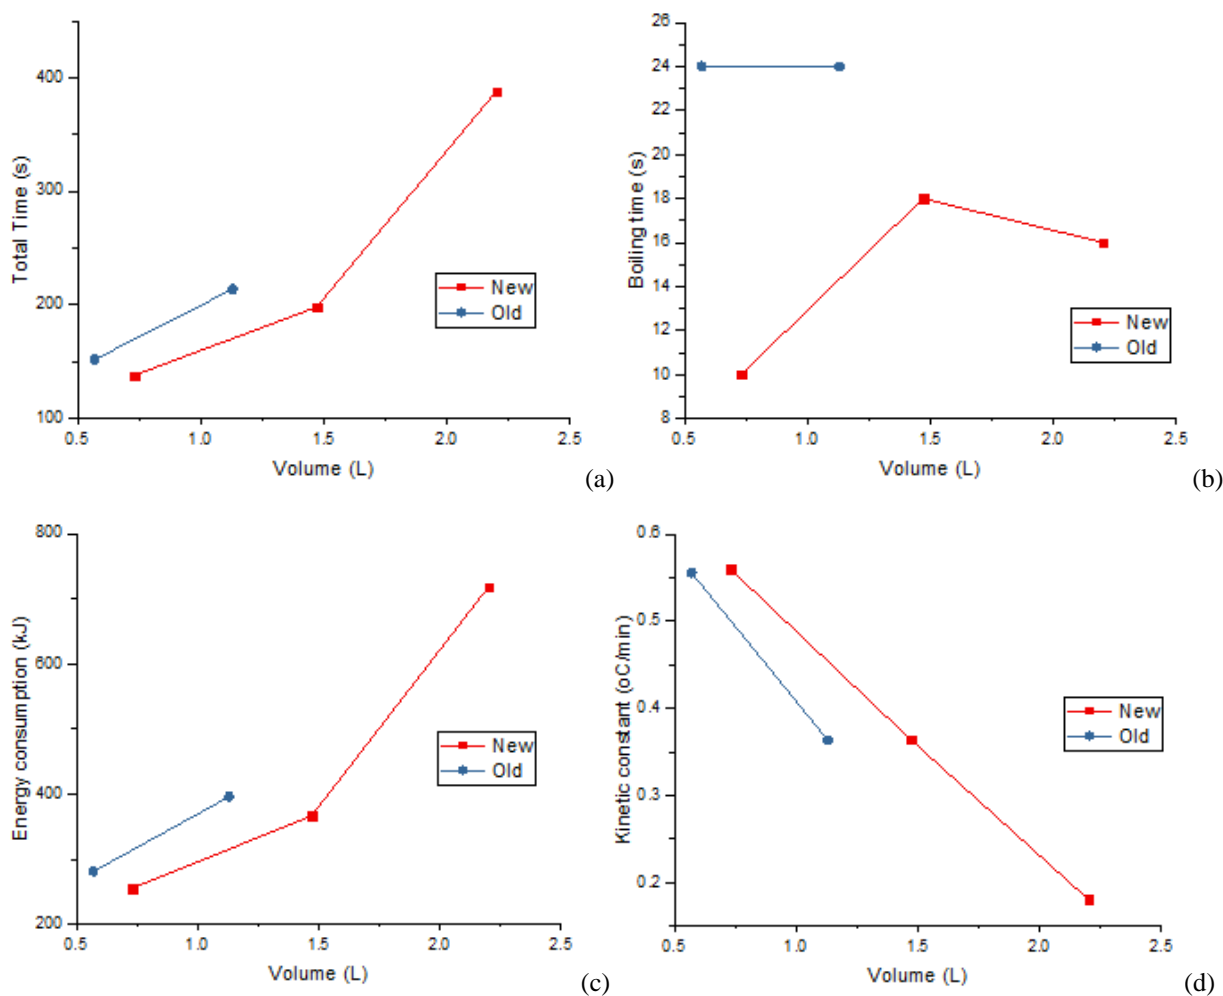 400
300
200
100
Total Time (s)
0.5 1.0 1.5 2.0 2.5
Volume (L)
New
Old
(a)
26
24
22
20
18
16
14
12
10
8
Boiling time (s)
0.5 1.0 1.5 2.0 2.5
Volume (L)
New
Old
(b)
800
600
400
200
Energy consumption (kJ)
0.5 1.0 1.5 2.0 2.5
Volume (L)
New
Old
(c)
0.6
0.5
0.4
0.3
0.2
Kinetic constant (oC/min)
0.5 1.0 1.5 2.0 2.5
Volume (L)
New
Old
(d)